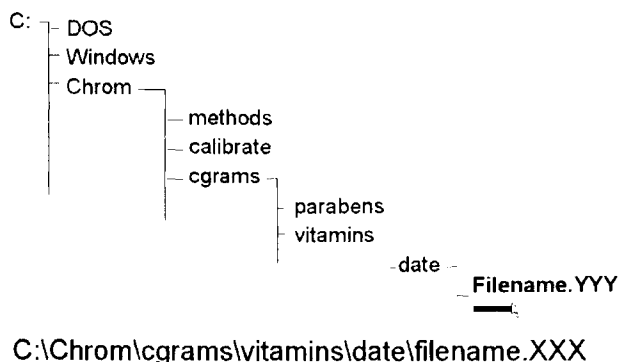 C:
DOS
Windows
Chrom
methods
calibrate
cgrams
parabens
vitamins
date
Filename.YYY
C:\Chrom\cgrams\vitamins\date\filename.XXX